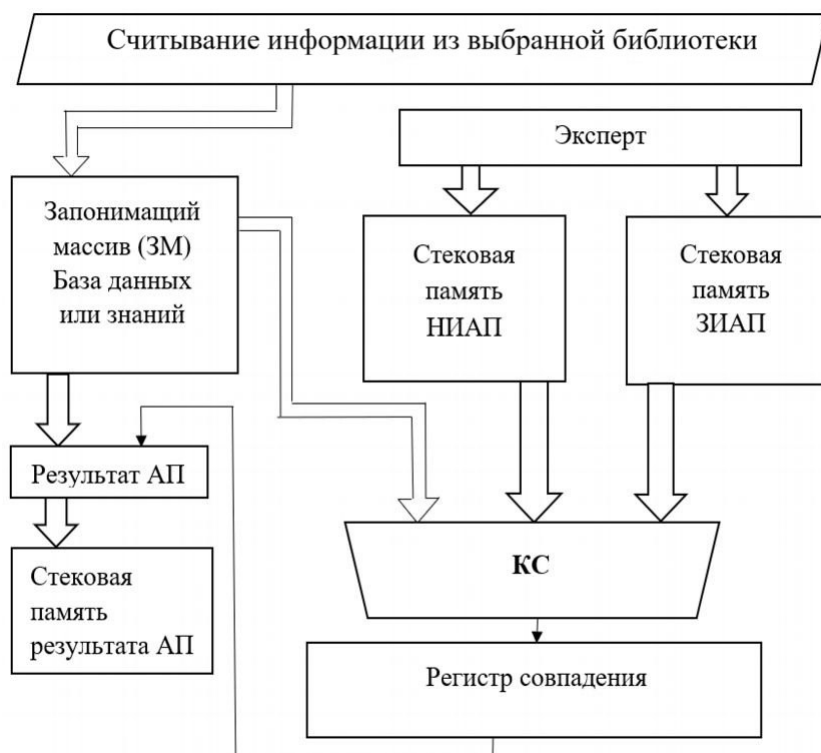 Считывание информации из выбранной библиотеки
Эксперт
Запонимащий
массив (ЗМ)
База данных
или знаний
Стековая
память
НИАП
Стековая
память
ЗИАП
Результат АП
Стековая
память
результата АП
КС
Регистр совпадения